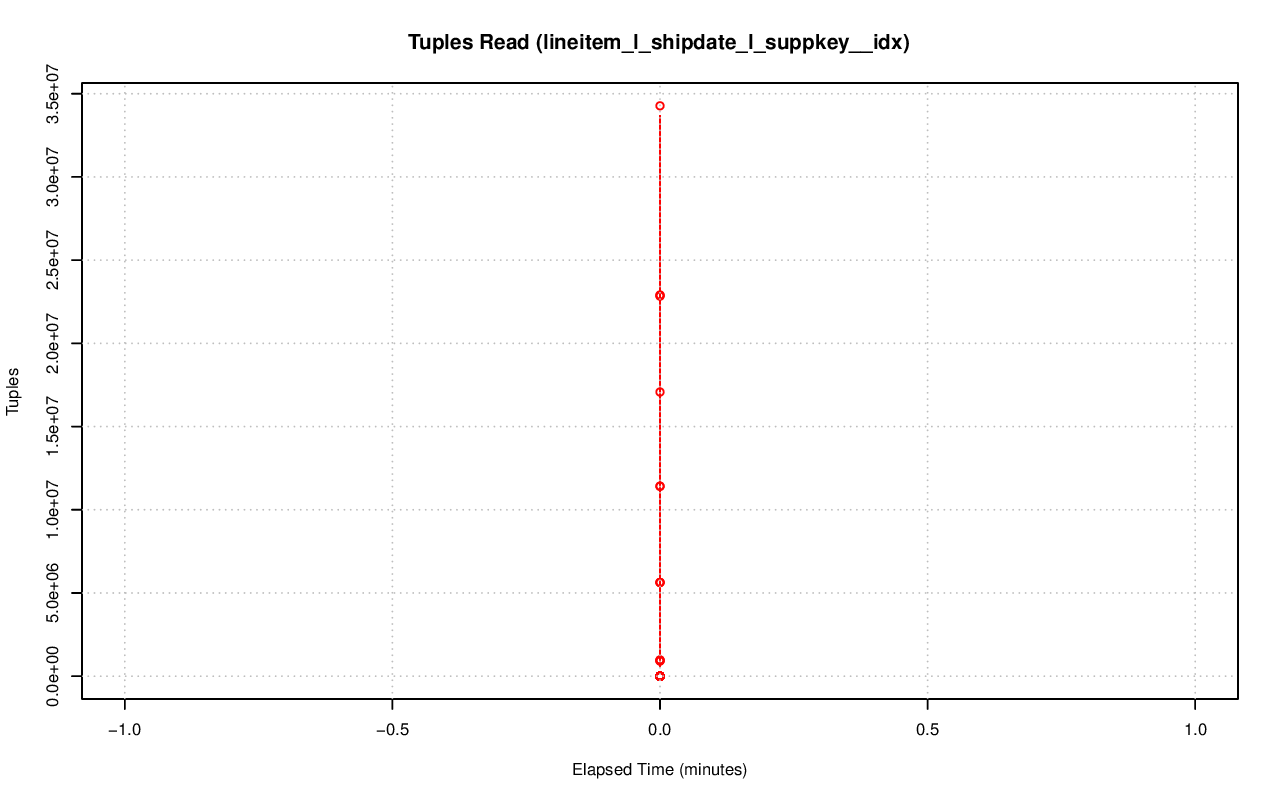 Tuples Read (lineitem_l_shipdate_l_suppkey__idx)
3.5e+07
3.0e+07
2.5e+07
2.0e+07
1.5e+07
1.0e+07
5.0e+06
0.0e+00
Tuples
−1.0
−0.5
0.0
0.5
1.0
Elapsed Time (minutes)